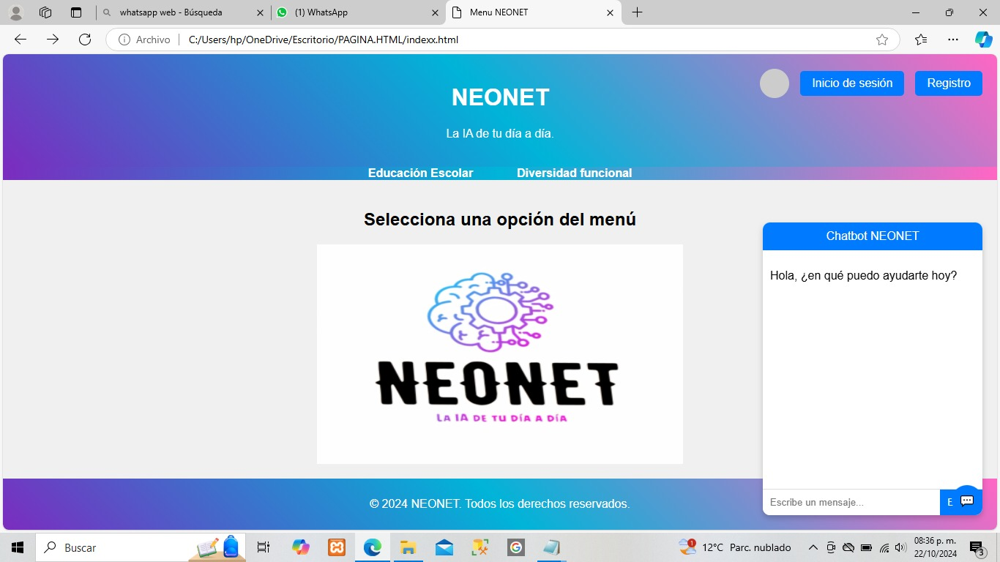 whatsapp web - Búsqueda
(1) WhatsApp
Menu NEONET
Archivo
C:/Users/hp/OneDrive/Escritorio/PAGINA.HTML/indexx.html
NEONET
Inicio de sesión
Registro
La IA de tu día a día.
Educación Escolar
Diversidad funcional
Selecciona una opción del menú
Chatbot NEONET
Hola, ¿en qué puedo ayudarte hoy?
NEONET
LA IA DE TU DÍA A DÍA
© 2024 NEONET. Todos los derechos reservados.
Escribe un mensaje...
E
Buscar
1
12°C Parc. nublado
08:36 p. m.
22/10/2024
3